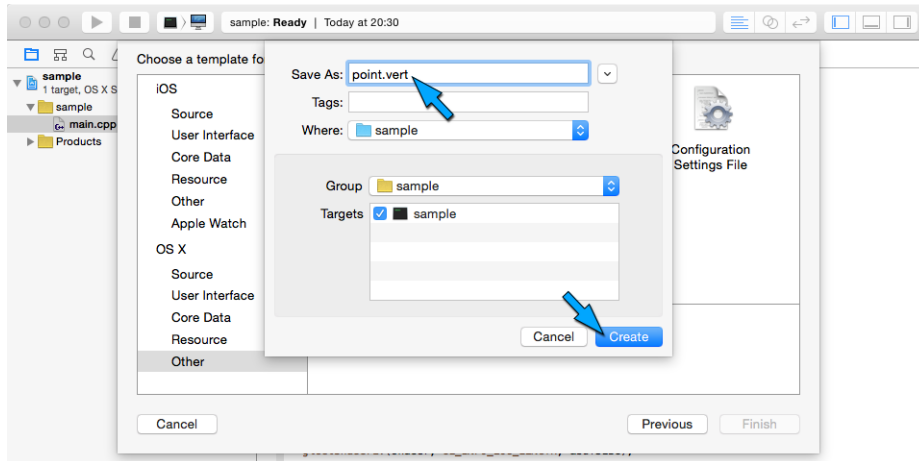 sample: Ready | Today at 20:30
Choose a template fo
sample
1 target, OS X S
sample
main.cpp
Products
iOS
Source
User Interface
Core Data
Resource
Other
Apple Watch
OS X
Source
User Interface
Core Data
Resource
Other
Save As: point.vert
Tags:
Where: sample
Group sample
Targets sample
Cancel Create
Configuration
Settings File
Cancel Previous Finish